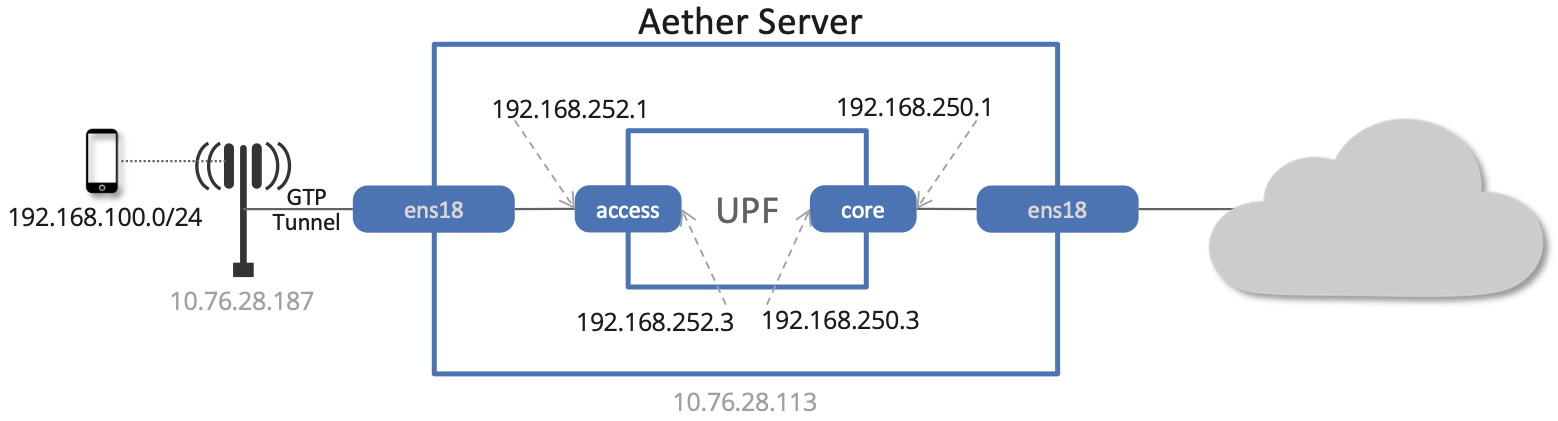 Aether Server
192.168.252.1
192.168.250.1
GTP
Tunnel
192.168.100.0/24
ens18
access
UPF
core
ens18
10.76.28.187
192.168.252.3
192.168.250.3
10.76.28.113